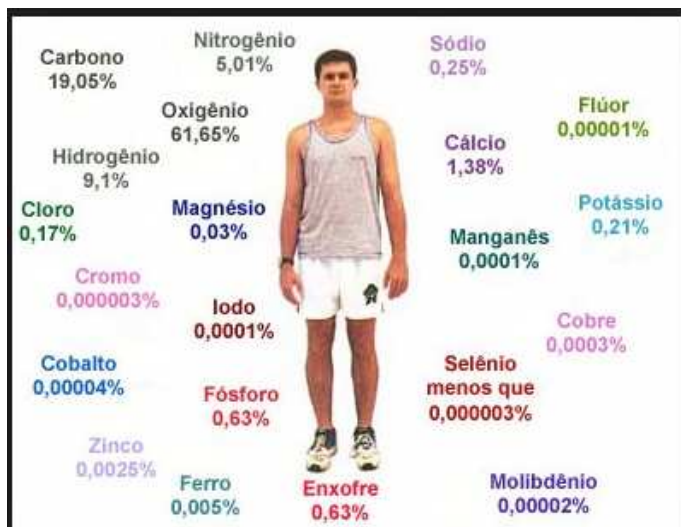 Carbono
19,05%
Nitrogênio
5,01%
Sódio
0,25%
Oxigênio
61,65%
Flúor
0,00001%
Hidrogênio
9,1%
Cálcio
1,38%
Cloro
0,17%
Magnésio
0,03%
Manganês
0,0001%
Potássio
0,21%
Cromo
0,000003%
Iodo
0,0001%
Cobre
0,0003%
Cobalto
0,00004%
Fósforo
0,63%
Selênio
menos que
0,000003%
Zinco
0,0025%
Ferro
0,005%
Enxofre
0,63%
Molibdênio
0,00002%